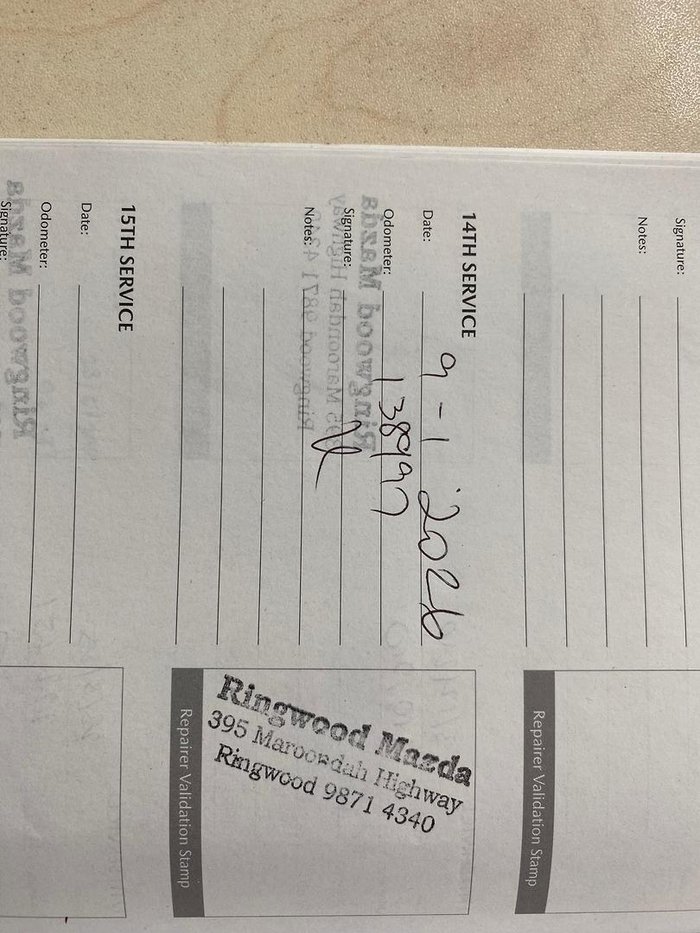 Signature:
Notes:
Repairer Validation Stamp
14TH SERVICE
Date: 9-1 2026
Odometer: 138997
Signature:
Notes:
Ringwood Mazda
395 Maroondah Highway
Ringwood 9871 4340
Repairer Validation Stamp
15TH SERVICE
Date:
Odometer:
Signature: